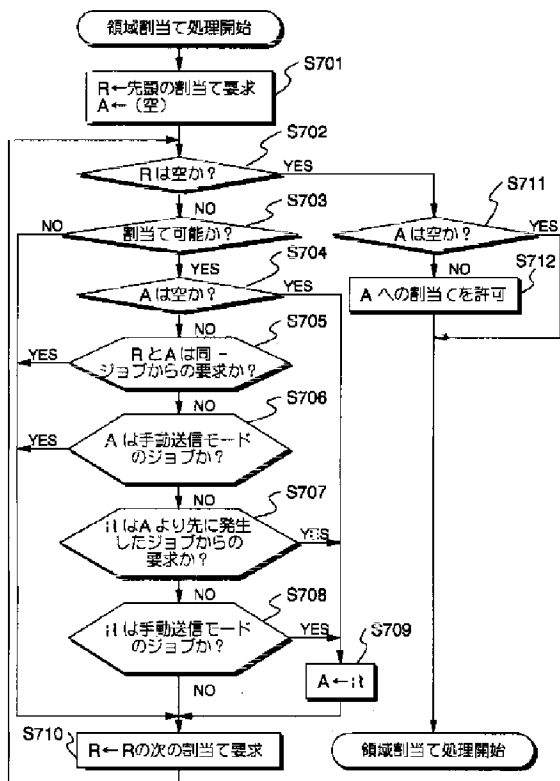 領域割当て処理開始
S701
R←先頭の割当て要求
A←(空)
S702
Rは空か?
YES
NO
S703
割当て可能か?
NO
YES
S704
Aは空か?
YES
NO
S705
RとAは同一
ジョブからの要求か?
YES
NO
S706
Aは手動送信モード
のジョブか?
YES
NO
S707
RはAより先に発生
したジョブからの
要求か?
YES
NO
S708
Rは手動送信モード
のジョブか?
YES
NO
S709
A←R
S710
R←Rの次の割当て要求
S711
Aは空か?
YES
NO
S712
Aへの割当てを許可
領域割当て処理開始